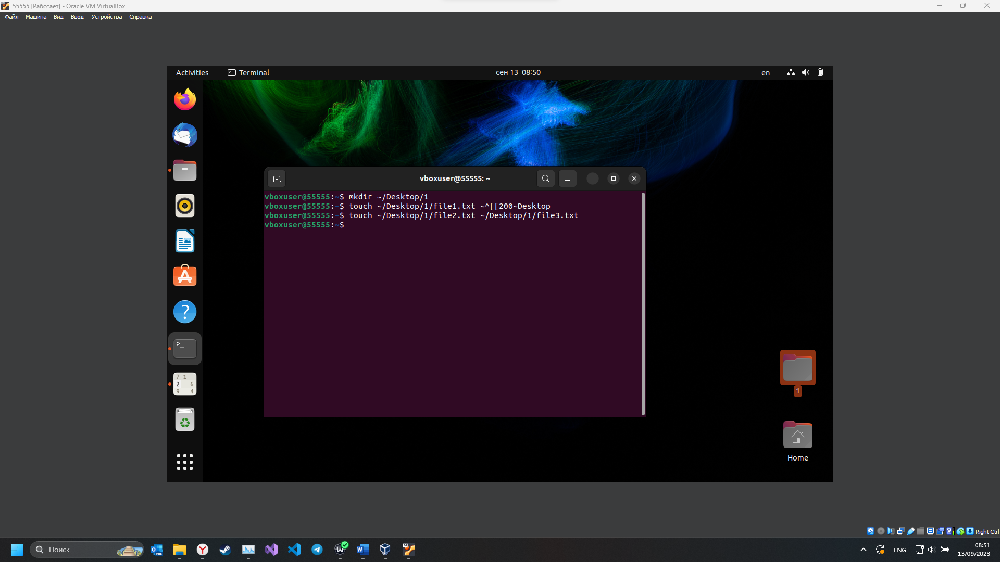 55555 [Работает] - Oracle VM VirtualBox
Файл Машина Вид Ввод Устройства Справка
Activities Terminal сен 13 08:50 en
vboxuser@55555: ~
vboxuser@55555:~$ mkdir ~/Desktop/1
vboxuser@55555:~$ touch ~/Desktop/1/file1.txt ~^[[200~Desktop
vboxuser@55555:~$ touch ~/Desktop/1/file2.txt ~/Desktop/1/file3.txt
vboxuser@55555:~$
>_
7 1
2 6
9 4
1
Home
Right Ctrl
Поиск
PRE
ENG
08:51
13/09/2023